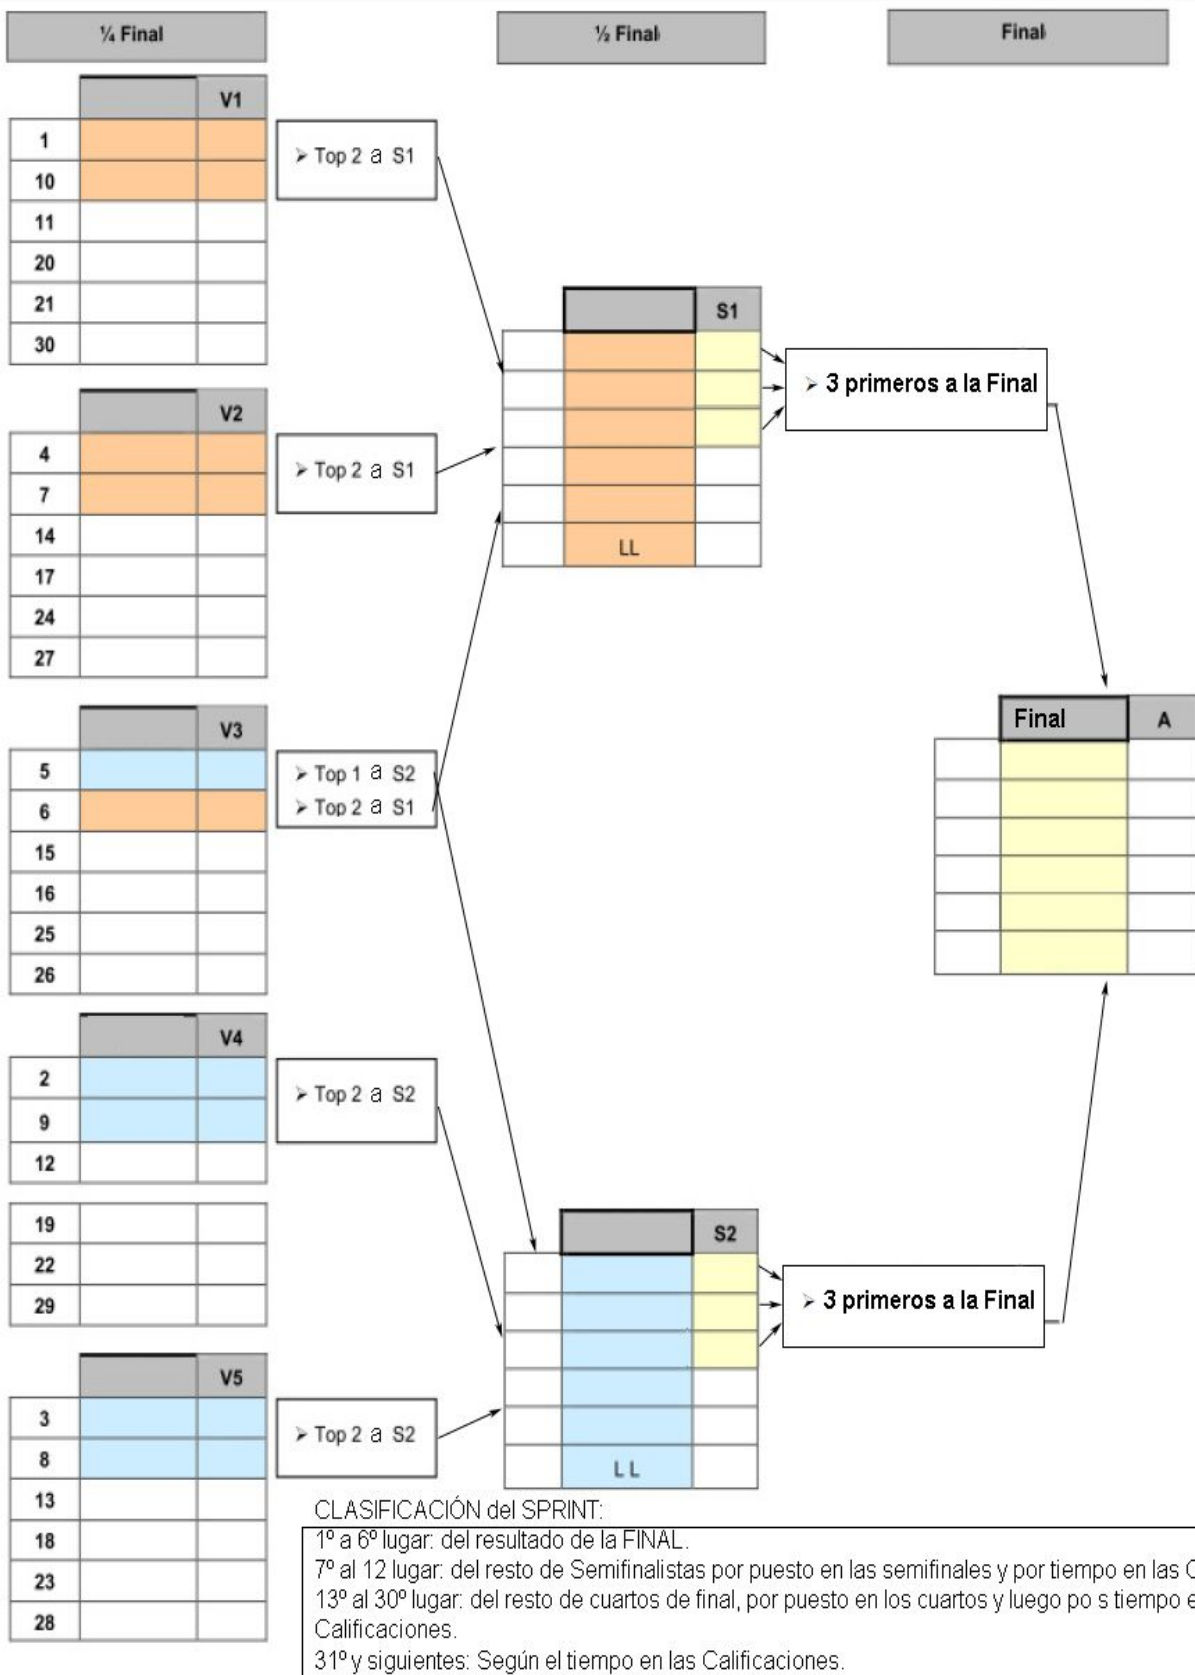 ¼ Final
½ Final
Final
V1
1
10
11
20
21
30
➢ Top 2 a S1
V2
4
7
14
17
24
27
➢ Top 2 a S1
V3
5
6
15
16
25
26
➢ Top 1 a S2
➢ Top 2 a S1
V4
2
9
12
19
22
29
➢ Top 2 a S2
V5
3
8
13
18
23
28
➢ Top 2 a S2
S1
LL
➢ 3 primeros a la Final
S2
L L
➢ 3 primeros a la Final
Final A
CLASIFICACIÓN del SPRINT:
1º a 6º lugar: del resultado de la FINAL.
7º al 12 lugar: del resto de Semifinalistas por puesto en las semifinales y por tiempo en las
13º al 30º lugar: del resto de cuartos de final, por puesto en los cuartos y luego po s tiempo
Calificaciones.
31º y siguientes: Según el tiempo en las Calificaciones.